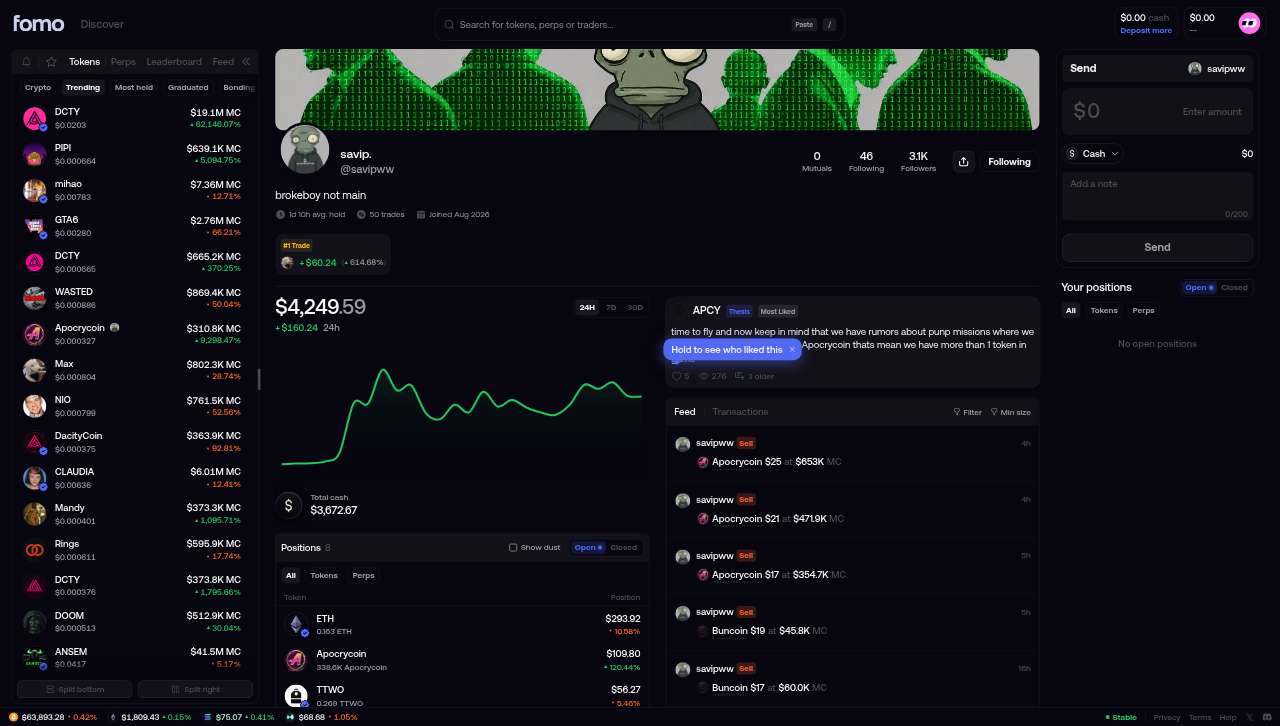 fomo
Discover
Search for tokens, perps or traders...
Paste
/
$0.00 cash
Deposit more
$0.00
—
Tokens Perps Leaderboard Feed
Crypto Trending Most held Graduated Bonding
DCTY $19.1M MC
$0.0203 62,146.07%
PIPI $639.1K MC
$0.000664 5,094.75%
mihao $7.36M MC
$0.00783 12.71%
GTA6 $2.76M MC
$0.00280 66.21%
DCTY $665.2K MC
$0.000665 370.25%
WASTED $869.4K MC
$0.000886 50.04%
Apocrycoin $310.8K MC
$0.000327 9,298.47%
Max $802.3K MC
$0.000804 28.74%
NIO $761.5K MC
$0.000799 52.56%
DacityCoin $363.9K MC
$0.000375 92.81%
CLAUDIA $6.01M MC
$0.00636 12.41%
Mandy $373.3K MC
$0.000401 1,095.71%
Rings $595.9K MC
$0.000611 17.74%
DCTY $373.8K MC
$0.000376 1,795.66%
DOOM $512.9K MC
$0.000513 30.04%
ANSEM $41.5M MC
$0.0417 5.17%
Split bottom Split right
savip.
@savipww
0 46 3.1K
Mutuals Following Followers
Following
brokeboy not main
1d 10h avg. hold 50 trades Joined Aug 2026
#1 Trade
+$60.24 614.68%
$4,249.59
24H 7D 30D
+$160.24 24h
Total cash
$3,672.67
Positions 8
Show dust
Open Closed
All Tokens Perps
Token Position
ETH $293.92
0.163 ETH 10.58%
Apocrycoin $109.80
338.6K Apocrycoin 120.44%
TTWO $56.27
0.269 TTWO 5.46%
APCY Thesis Most Liked
time to fly and now keep in mind that we have rumors about punp missions where we
Apocrycoin thats mean we have more than 1 token in
Hold to see who liked this ×
5 276 3 older
Feed Transactions
Filter Min size
savipww Sell 4h
Apocrycoin $25 at $653K MC
savipww Sell 4h
Apocrycoin $21 at $471.9K MC
savipww Sell 5h
Apocrycoin $17 at $354.7K MC
savipww Sell 5h
Buncoin $19 at $45.8K MC
savipww Sell 16h
Buncoin $17 at $60.0K MC
Send savipww
$0 Enter amount
$ Cash $0
Add a note
0/200
Send
Your positions
Open Closed
All Tokens Perps
No open positions
$63,893.28 0.42% $1,809.43 0.15% $75.07 0.41% $68.68 1.05%
Stable Privacy Terms Help